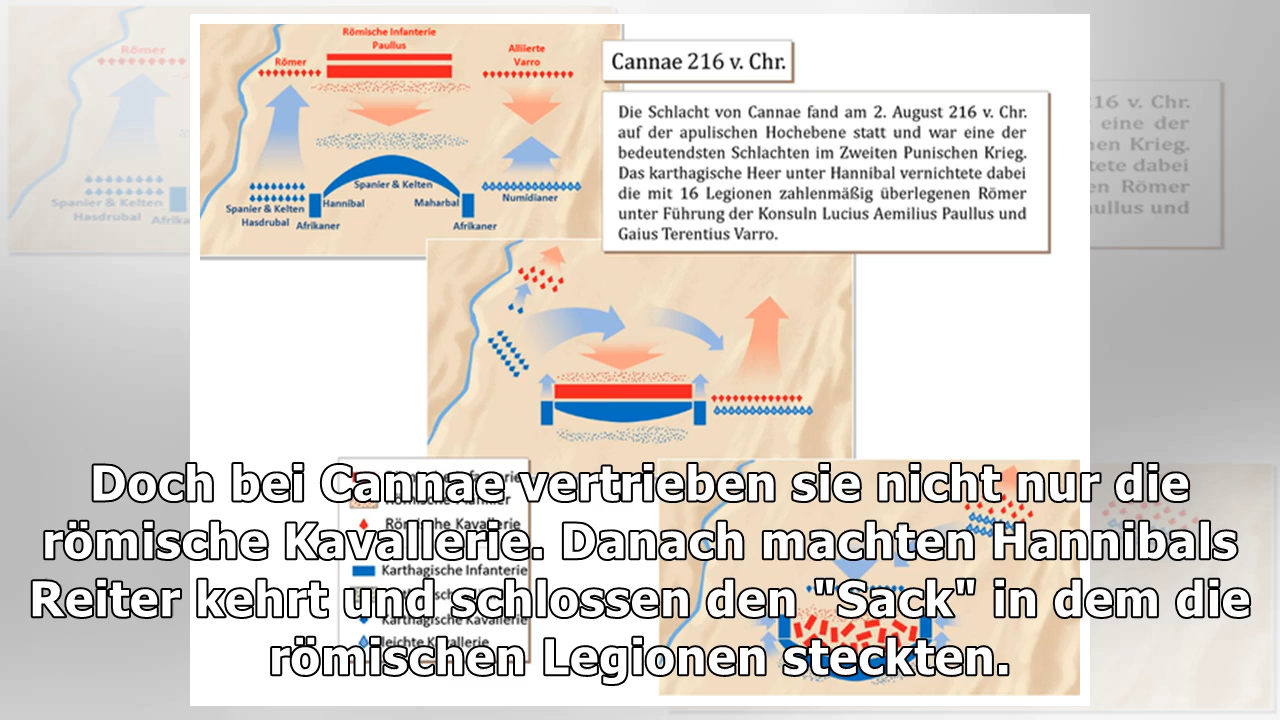 Römische Infanterie
Paullus
Römer
Alliierte
Varro
Spanier & Kelten
Hannibal
Maharbal
Spanier & Kelten
Hasdrubal
Afrikaner
Afrikaner
Numidianer
Cannae 216 v. Chr.
Die Schlacht von Cannae fand am 2. August 216 v. Chr.
auf der apulischen Hochebene statt und war eine der
bedeutendsten Schlachten im Zweiten Punischen Krieg.
Das karthagische Heer unter Hannibal vernichtete dabei
die mit 16 Legionen zahlenmäßig überlegenen Römer
unter Führung der Konsuln Lucius Aemilius Paullus und
Gaius Terentius Varro.
Römische Kavallerie
Karthagische Infanterie
Karthagische Kavallerie
leichte Kavallerie
Doch bei Cannae vertrieben sie nicht nur die
römische Kavallerie. Danach machten Hannibals
Reiter kehrt und schlossen den "Sack" in dem die
römischen Legionen steckten.